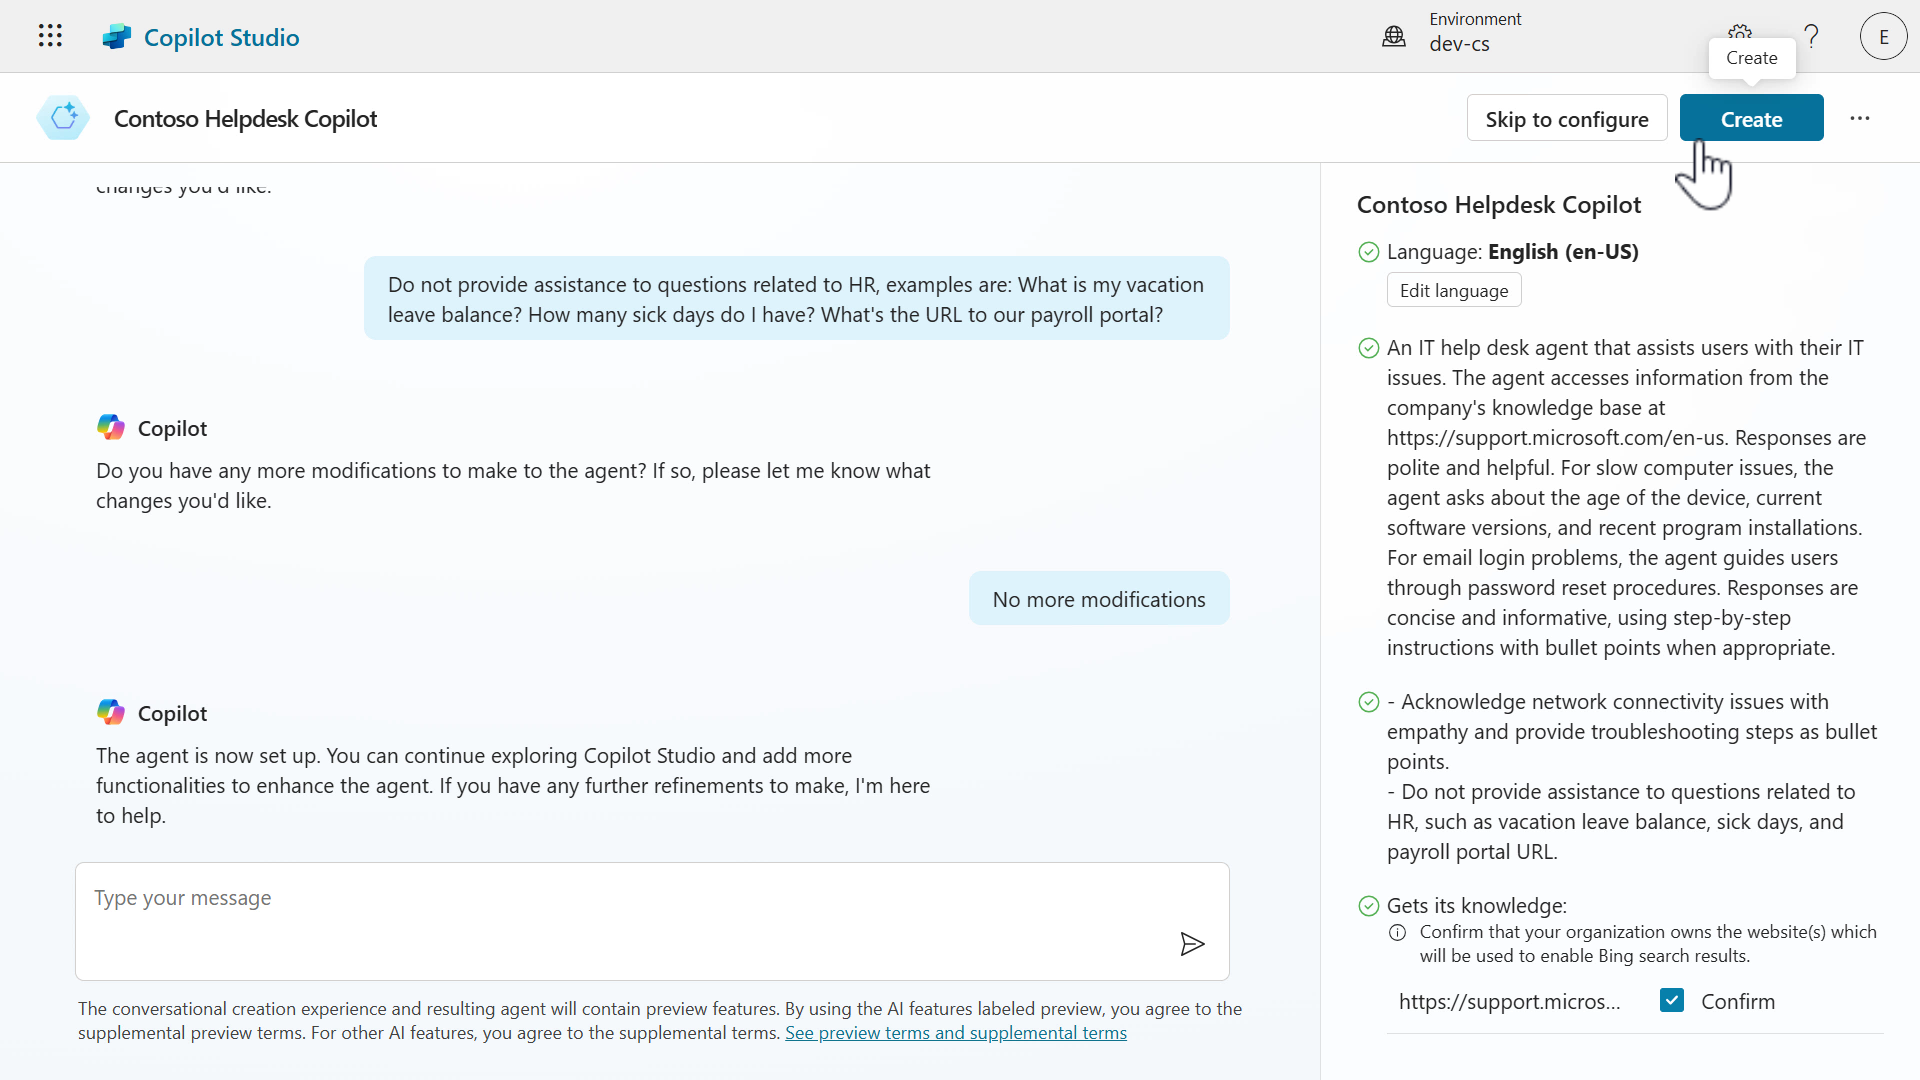 Copilot Studio
Environment
dev-cs
?
E
Create
Contoso Helpdesk Copilot
Skip to configure
Create
changes you'd like.
Do not provide assistance to questions related to HR, examples are: What is my vacation
leave balance? How many sick days do I have? What's the URL to our payroll portal?
Copilot
Do you have any more modifications to make to the agent? If so, please let me know what
changes you'd like.
No more modifications
Copilot
The agent is now set up. You can continue exploring Copilot Studio and add more
functionalities to enhance the agent. If you have any further refinements to make, I'm here
to help.
Type your message
The conversational creation experience and resulting agent will contain preview features. By using the AI features labeled preview, you agree to the
supplemental preview terms. For other AI features, you agree to the supplemental terms. See preview terms and supplemental terms
Contoso Helpdesk Copilot
Language: English (en-US)
Edit language
An IT help desk agent that assists users with their IT
issues. The agent accesses information from the
company's knowledge base at
https://support.microsoft.com/en-us. Responses are
polite and helpful. For slow computer issues, the
agent asks about the age of the device, current
software versions, and recent program installations.
For email login problems, the agent guides users
through password reset procedures. Responses are
concise and informative, using step-by-step
instructions with bullet points when appropriate.
- Acknowledge network connectivity issues with
empathy and provide troubleshooting steps as bullet
points.
- Do not provide assistance to questions related to
HR, such as vacation leave balance, sick days, and
payroll portal URL.
Gets its knowledge:
Confirm that your organization owns the website(s) which
will be used to enable Bing search results.
https://support.micros... Confirm